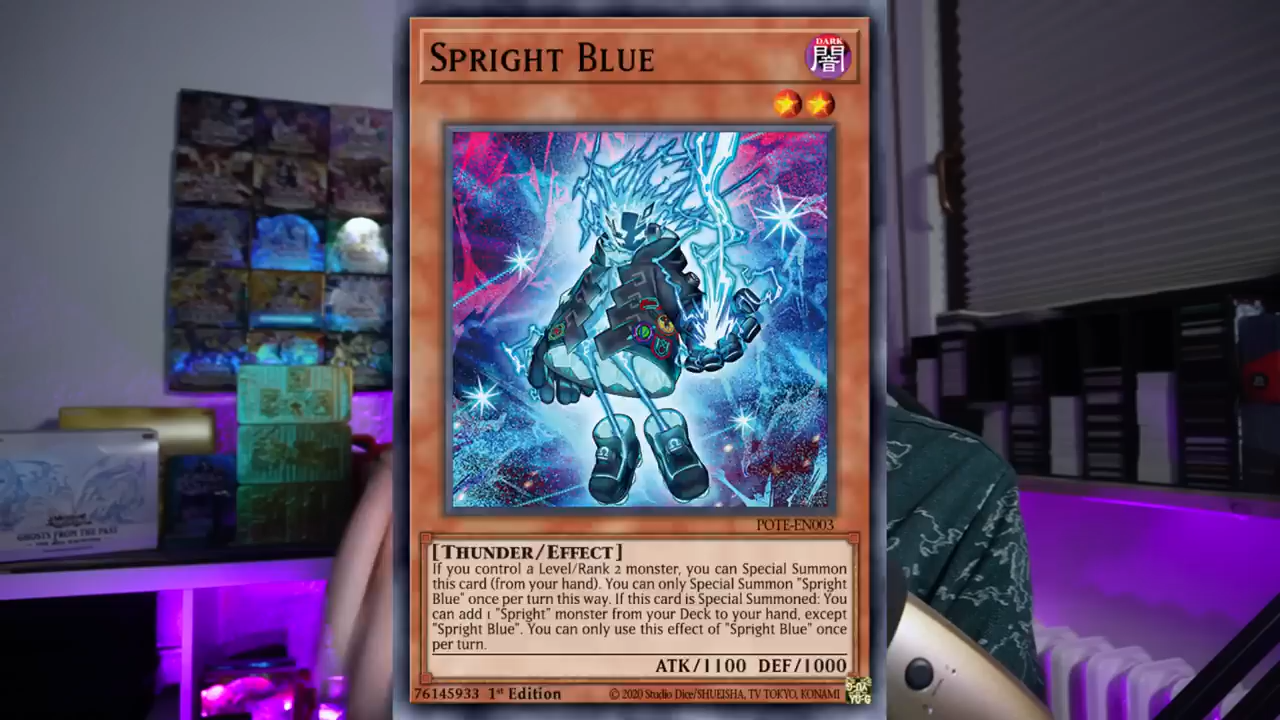 SPRIGHT BLUE
DARK
闇
POTE-EN003
[THUNDER/EFFECT]
If you control a Level/Rank 2 monster, you can Special Summon
this card (from your hand). You can only Special Summon "Spright
Blue" once per turn this way. If this card is Special Summoned: You
can add 1 "Spright" monster from your Deck to your hand, except
"Spright Blue". You can only use this effect of "Spright Blue" once
per turn.
ATK/1100 DEF/1000
76145933 1st Edition
© 2020 Studio Dice/SHUEISHA, TV TOKYO, KONAMI
GHOSTS FROM THE PAST